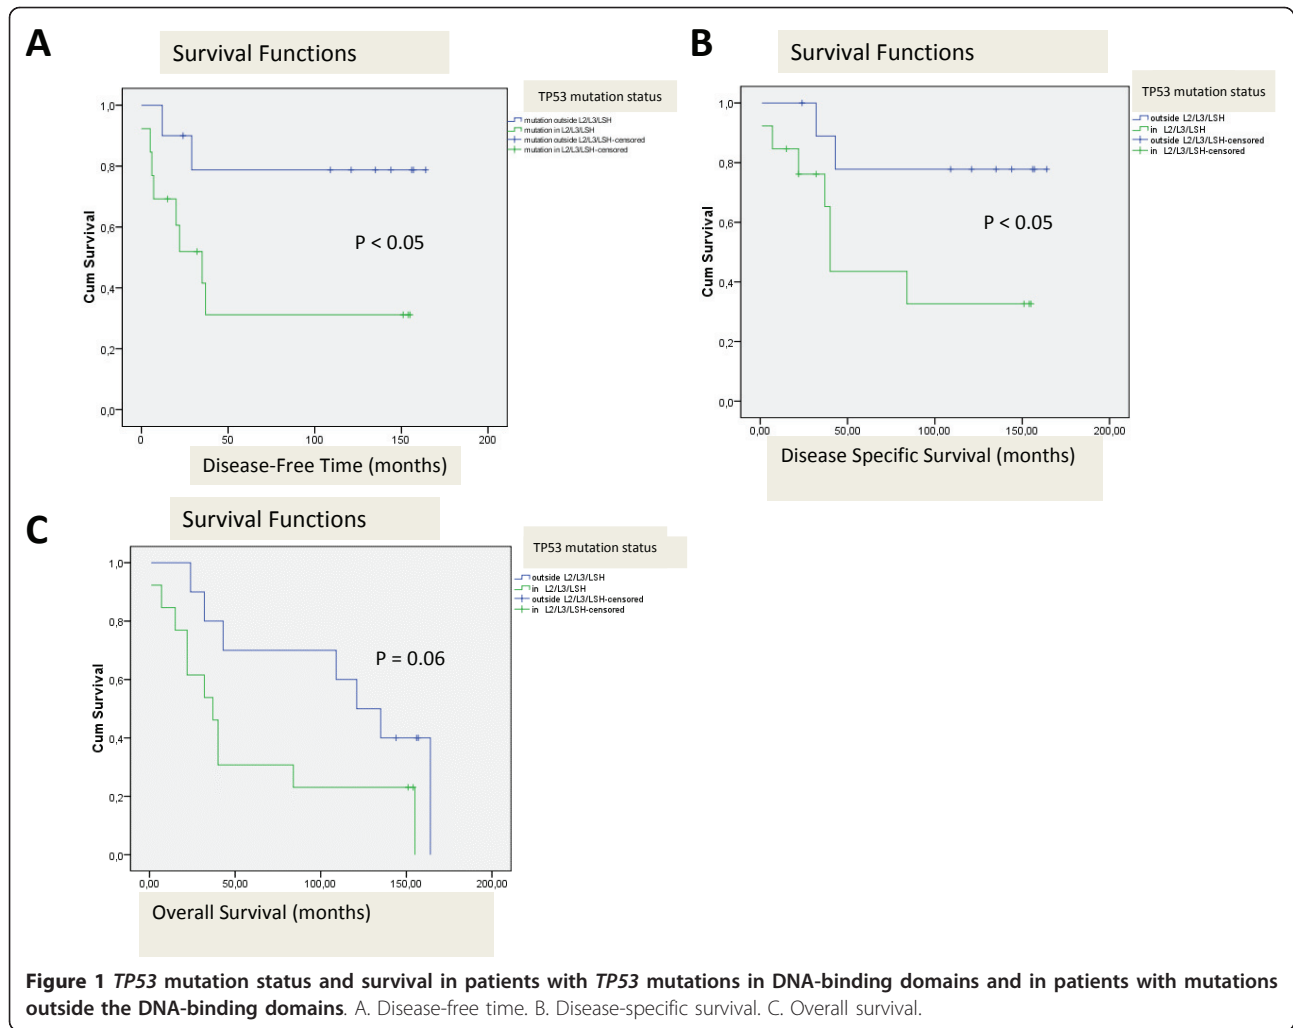 A
Survival Functions
TP53 mutation status
mutation outside L2/L3/LSH
mutation in L2/L3/LSH
mutation outside L2/L3/LSH-censored
mutation in L2/L3/LSH-censored
1,0
0,8
0,6
0,4
0,2
0,0
Cum Survival
P < 0.05
0 50 100 150 200
Disease-Free Time (months)
B
Survival Functions
TP53 mutation status
outside L2/L3/LSH
in L2/L3/LSH
outside L2/L3/LSH-censored
in L2/L3/LSH-censored
1,0
0,8
0,6
0,4
0,2
0,0
Cum Survival
P < 0.05
0,00 50,00 100,00 150,00 200,00
Disease Specific Survival (months)
C
Survival Functions
TP53 mutation status
outside L2/L3/LSH
in L2/L3/LSH
outside L2/L3/LSH-censored
in L2/L3/LSH-censored
1,0
0,8
0,6
0,4
0,2
0,0
Cum Survival
P = 0.06
0,00 50,00 100,00 150,00 200,00
Overall Survival (months)
Figure 1 TP53 mutation status and survival in patients with TP53 mutations in DNA-binding domains and in patients with mutations
outside the DNA-binding domains. A. Disease-free time. B. Disease-specific survival. C. Overall survival.